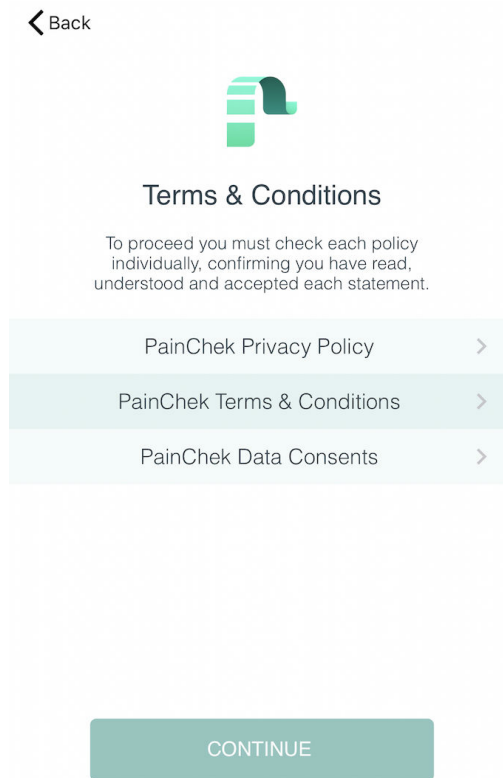 Back
Terms & Conditions
To proceed you must check each policy
individually, confirming you have read,
understood and accepted each statement.
PainChek Privacy Policy
PainChek Terms & Conditions
PainChek Data Consents
CONTINUE